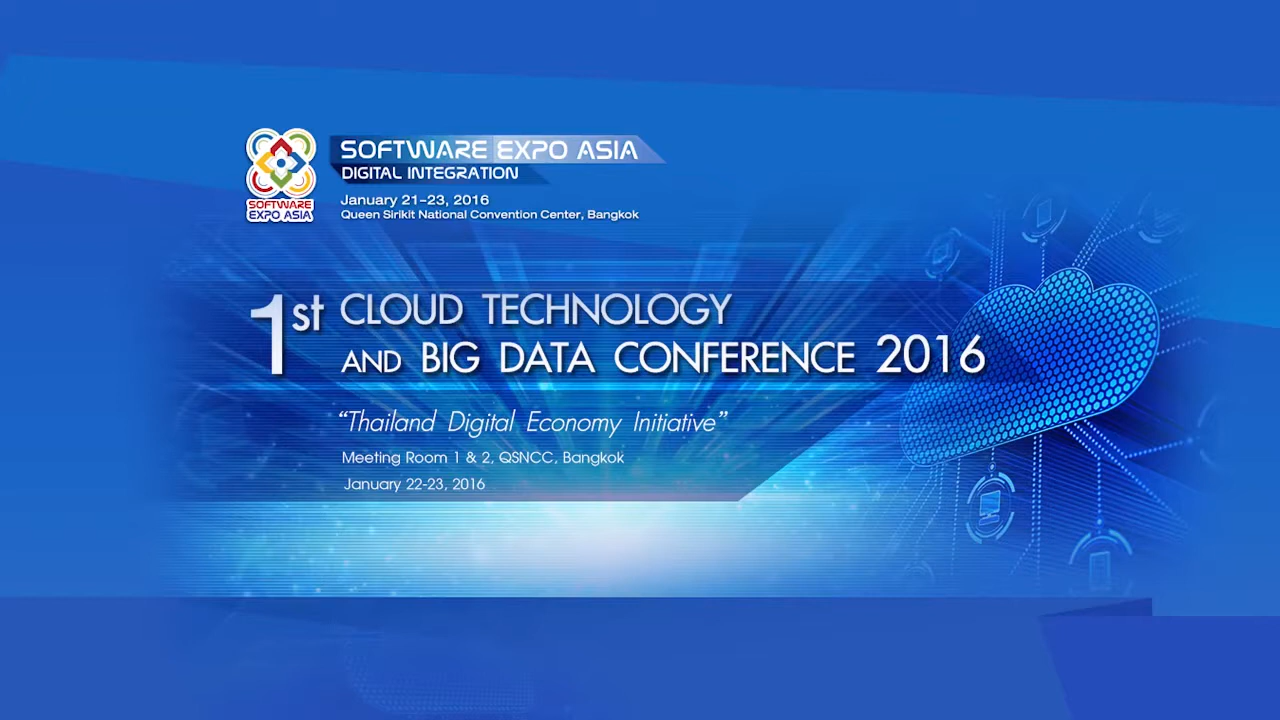 SOFTWARE EXPO ASIA
DIGITAL INTEGRATION
SOFTWARE
EXPO ASIA
January 21-23, 2016
Queen Sirikit National Convention Center, Bangkok
1st CLOUD TECHNOLOGY
AND BIG DATA CONFERENCE 2016
“Thailand Digital Economy Initiative”
Meeting Room 1 & 2, QSNCC, Bangkok
January 22-23, 2016